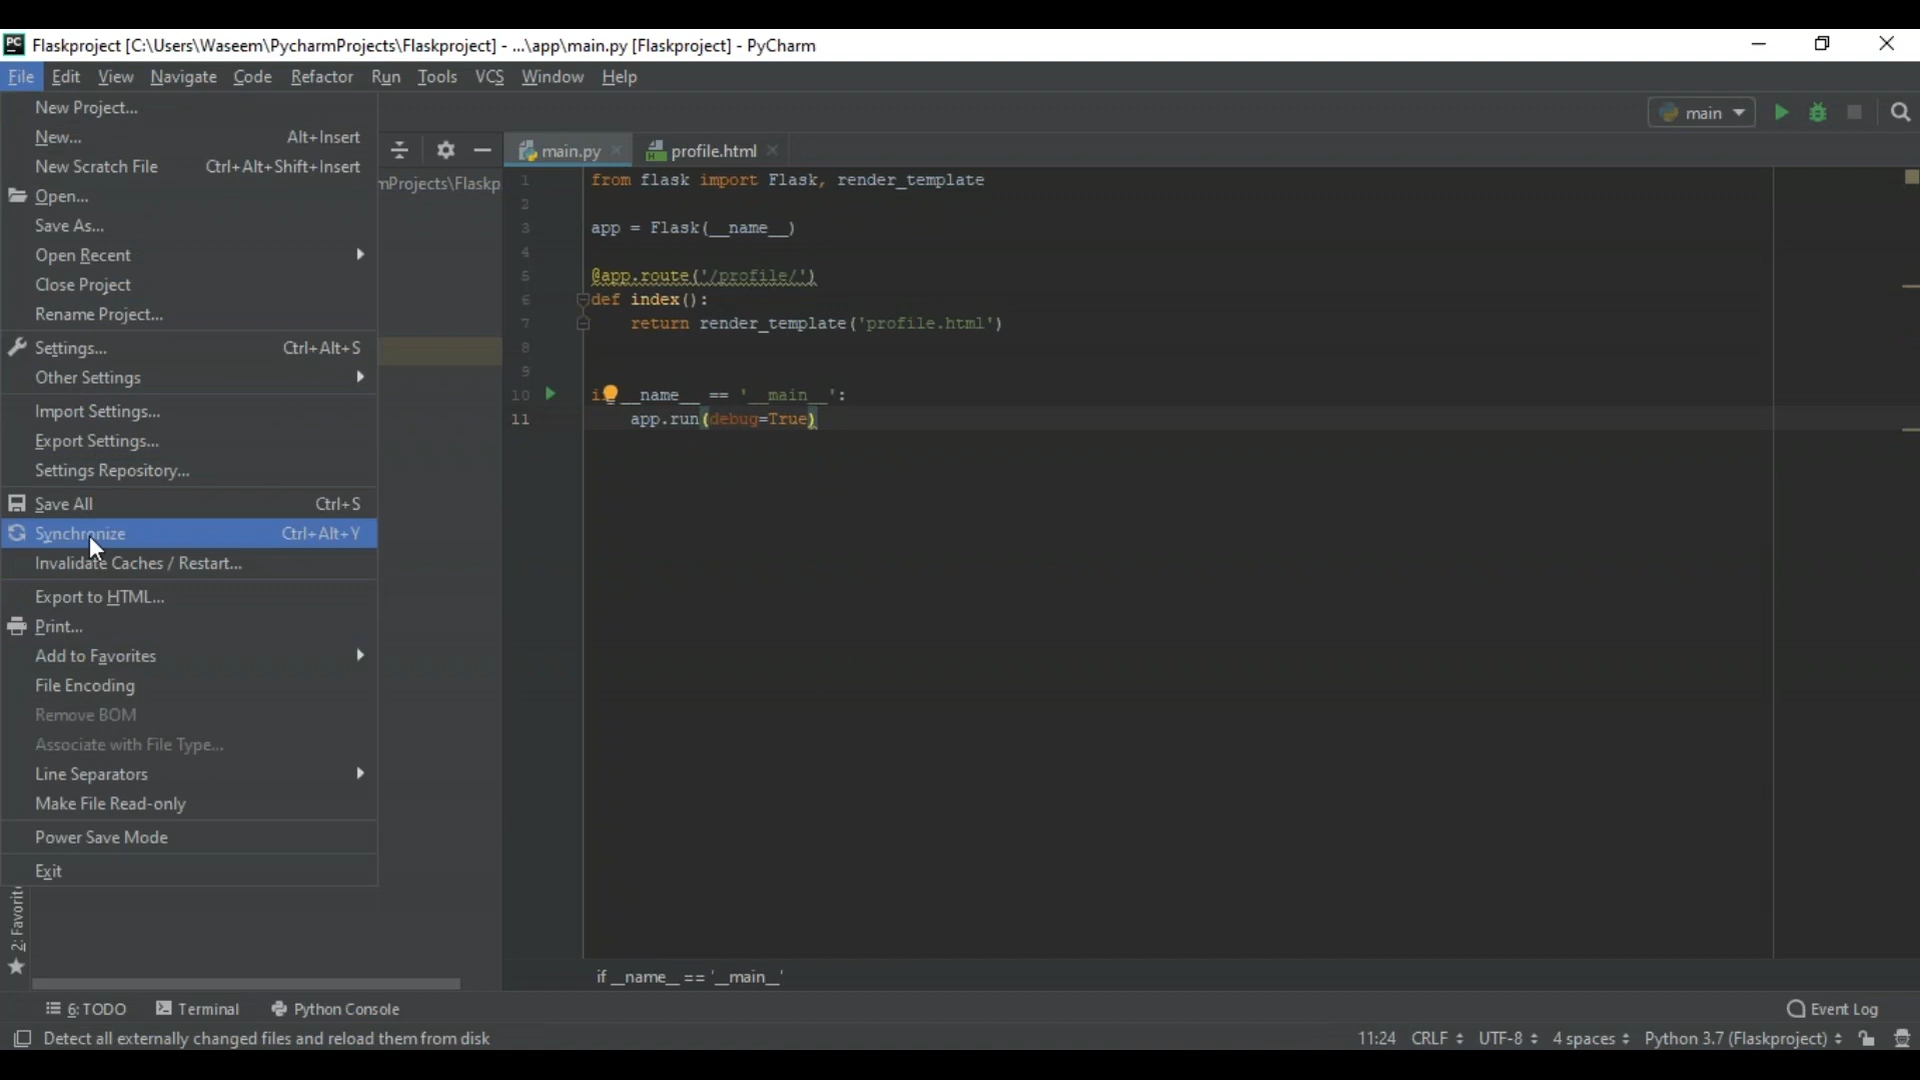 Flaskproject [C:\Users\Waseem\PycharmProjects\Flaskproject] - ...\app\main.py [Flaskproject] - PyCharm
File Edit View Navigate Code Refactor Run Tools VCS Window Help
main
New Project...
New... Alt+Insert
New Scratch File Ctrl+Alt+Shift+Insert
Open...
Save As...
Open Recent
Close Project
Rename Project...
Settings... Ctrl+Alt+S
Other Settings
Import Settings...
Export Settings...
Settings Repository...
Save All Ctrl+S
Synchronize Ctrl+Alt+Y
Invalidate Caches / Restart...
Export to HTML...
Print...
Add to Favorites
File Encoding
Remove BOM
Associate with File Type...
Line Separators
Make File Read-only
Power Save Mode
Exit
mProjects\Flaskp
main.py profile.html
1 from flask import Flask, render_template
2
3 app = Flask(__name__)
4
5 @app.route('/profile/')
6 def index():
7 return render_template('profile.html')
8
9
10 i __name__ == '__main__':
11 app.run(debug=True)
if __name__ == '__main__'
2: Favorit
6: TODO Terminal Python Console Event Log
Detect all externally changed files and reload them from disk 11:24 CRLF UTF-8 4 spaces Python 3.7 (Flaskproject)